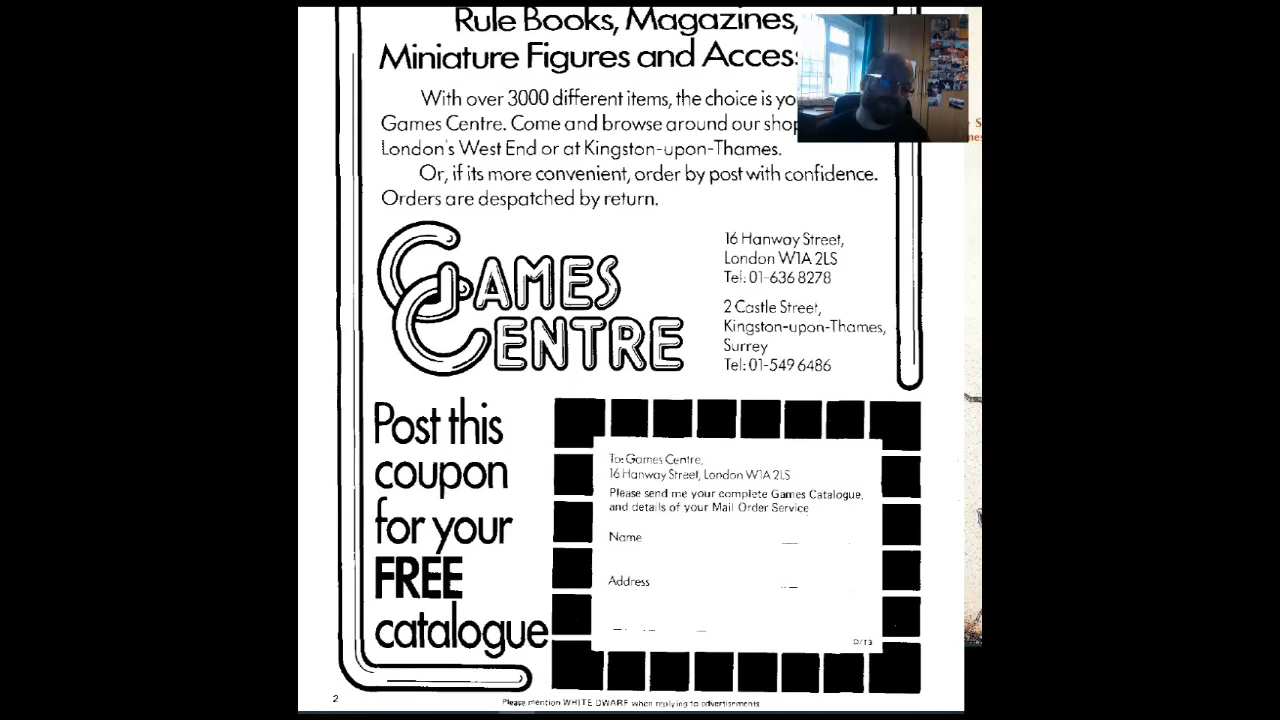 Rule Books, Magazines,
Miniature Figures and Access
With over 3000 different items, the choice is yo
Games Centre. Come and browse around our shop
London's West End or at Kingston-upon-Thames.
Or, if its more convenient, order by post with confidence.
Orders are despatched by return.
GAMES
CENTRE
16 Hanway Street,
London W1A 2LS
Tel: 01-636 8278
2 Castle Street,
Kingston-upon-Thames,
Surrey
Tel: 01-549 6486
Post this
coupon
for your
FREE
catalogue
To: Games Centre,
16 Hanway Street, London W1A 2LS
Please send me your complete Games Catalogue,
and details of your Mail Order Service
Name
Address
D/13
2
Please mention WHITE DWARF when replying to advertisements